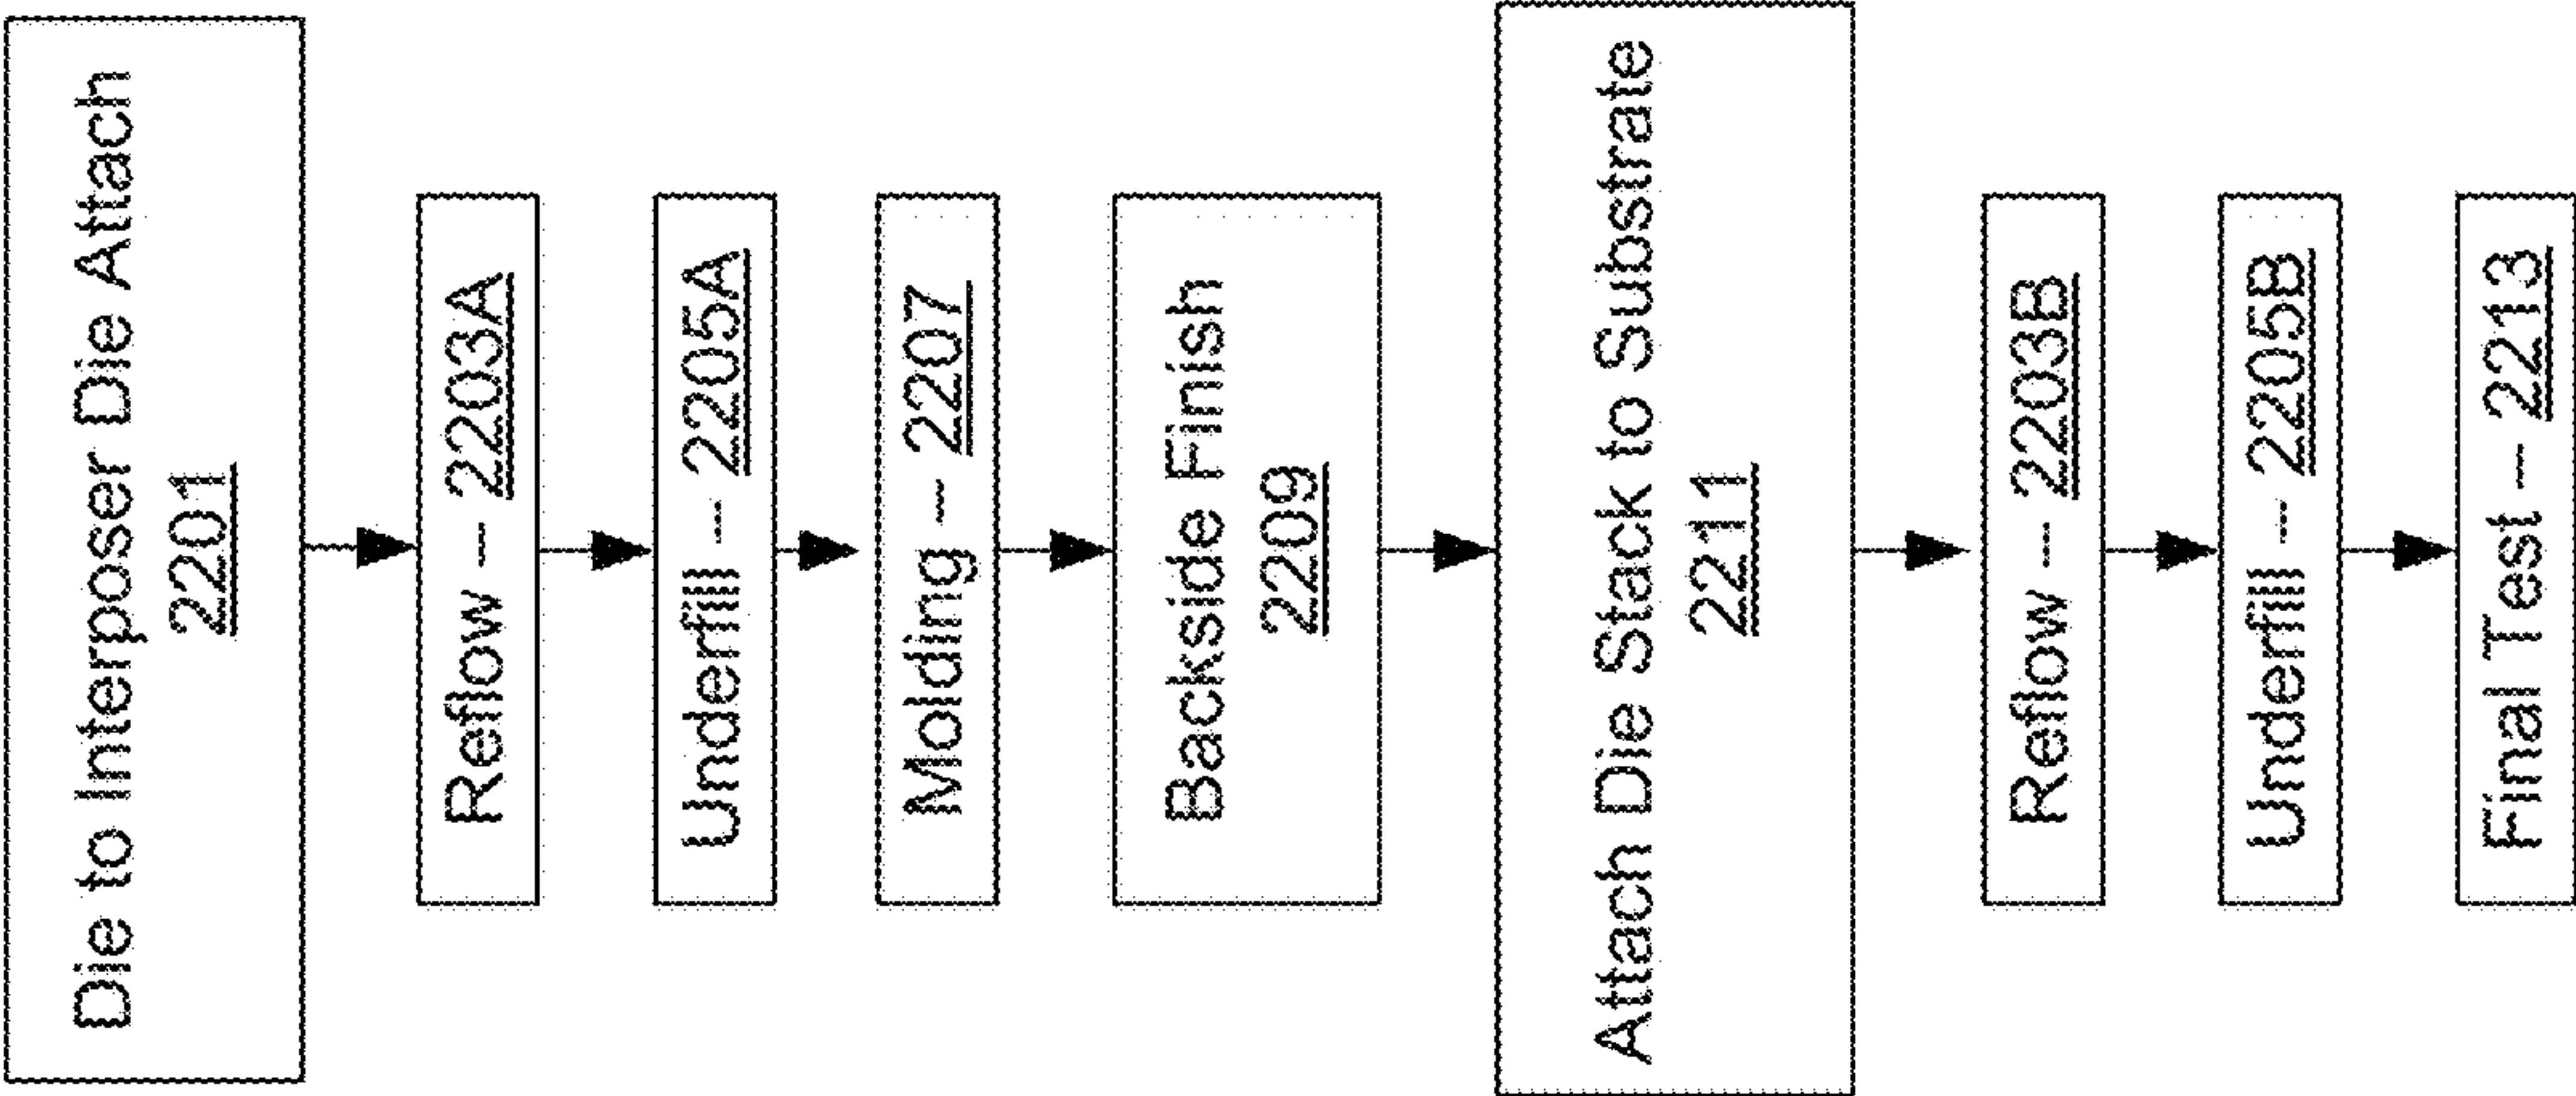 Die to Interposer Die Attach
2201
Reflow -- 2203A
Underfill -- 2205A
Molding -- 2207
Backside Finish
2209
Attach Die Stack to Substrate
2211
Reflow -- 2203B
Underfill -- 2205B
Final Test -- 2213